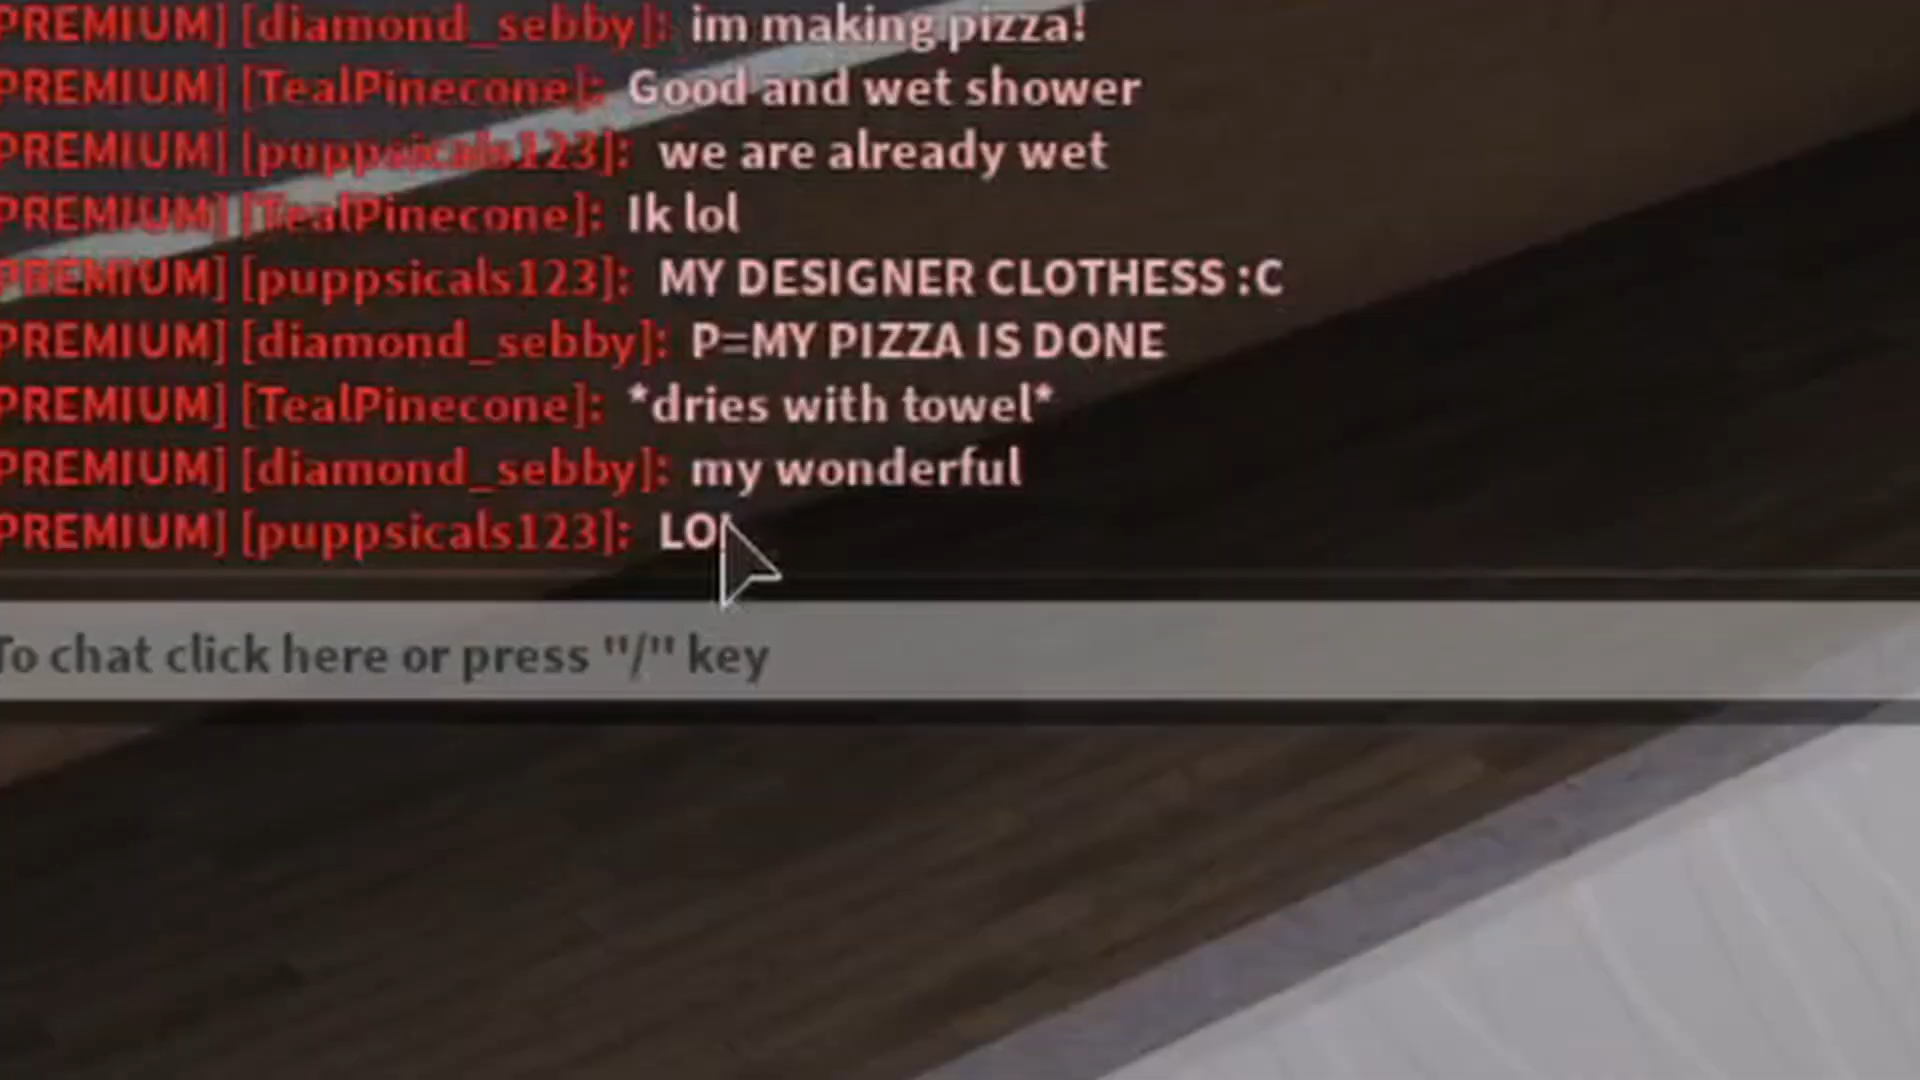 PREMIUM] [diamond_sebby]: im making pizza!
PREMIUM] [TealPinecone]: Good and wet shower
PREMIUM] [puppsicals123]: we are already wet
PREMIUM] [TealPinecone]: Ik lol
PREMIUM] [puppsicals123]: MY DESIGNER CLOTHESS :C
PREMIUM] [diamond_sebby]: P=MY PIZZA IS DONE
PREMIUM] [TealPinecone]: *dries with towel*
PREMIUM] [diamond_sebby]: my wonderful
PREMIUM] [puppsicals123]: LOL
To chat click here or press "/" key